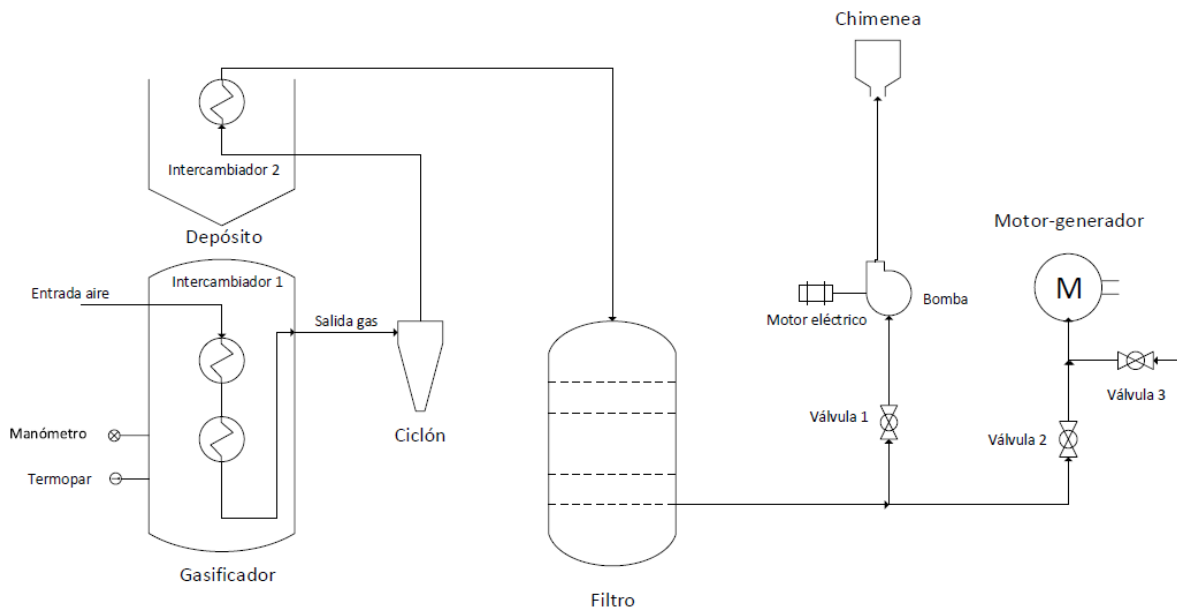 Chimenea
Intercambiador 2
Depósito
Motor-generador
Intercambiador 1
Entrada aire
Salida gas
M
Bomba
Motor eléctrico
Válvula 3
Válvula 1
Manómetro
Ciclón
Válvula 2
Termopar
Gasificador
Filtro